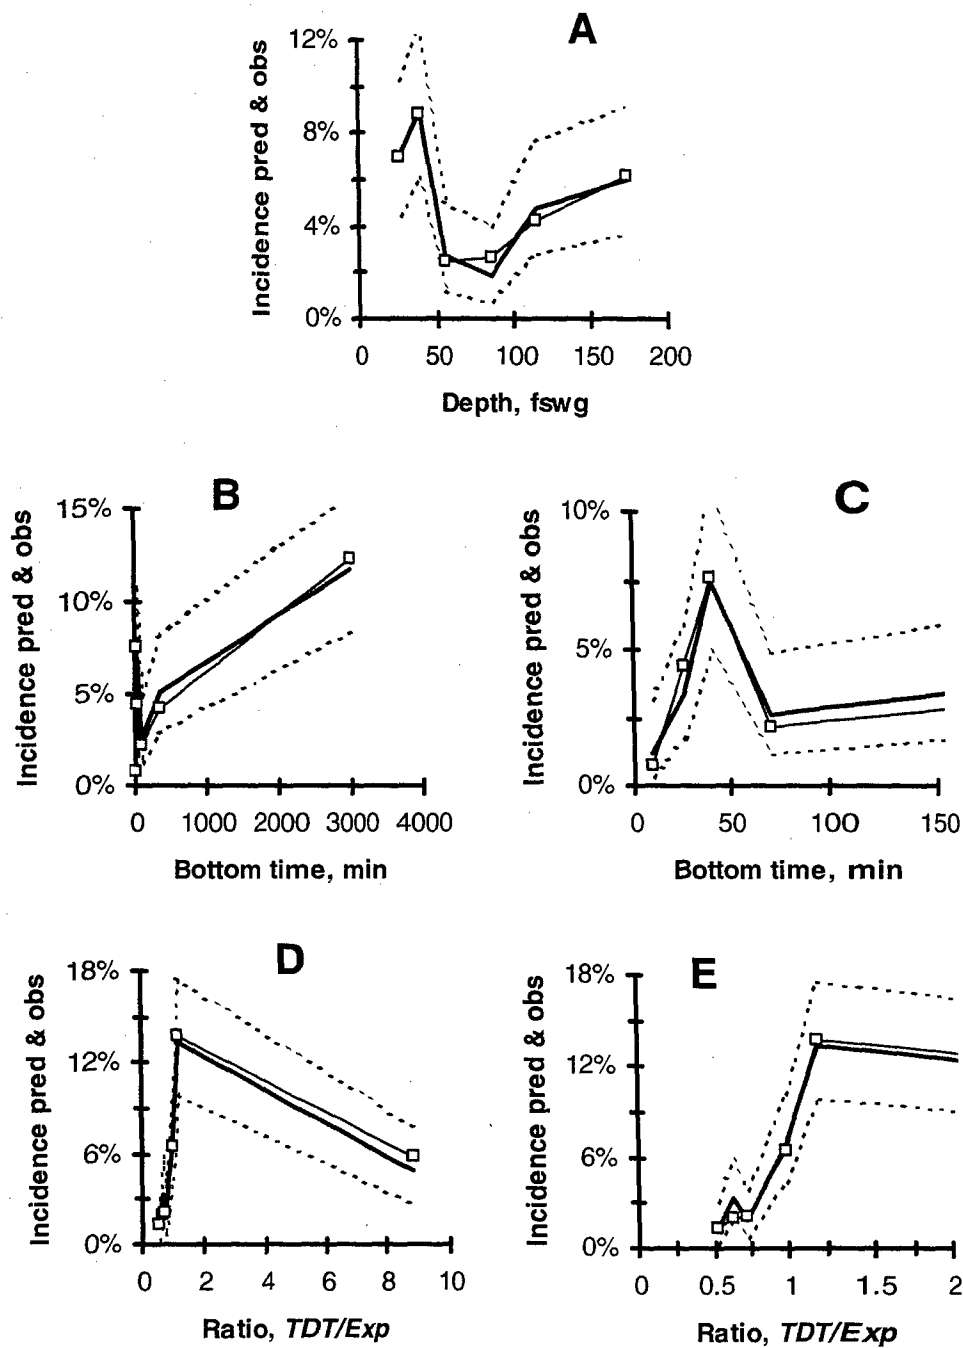 A
12%
8%
4%
0%
Incidence pred & obs
0 50 100 150 200
Depth, fswg
B
15%
10%
5%
0%
Incidence pred & obs
0 1000 2000 3000 4000
Bottom time, min
C
10%
5%
0%
Incidence pred & obs
0 50 100 150
Bottom time, min
D
18%
12%
6%
0%
Incidence pred & obs
0 2 4 6 8 10
Ratio, TDT/Exp
E
18%
12%
6%
0%
Incidence pred & obs
0 0.5 1 1.5 2
Ratio, TDT/Exp